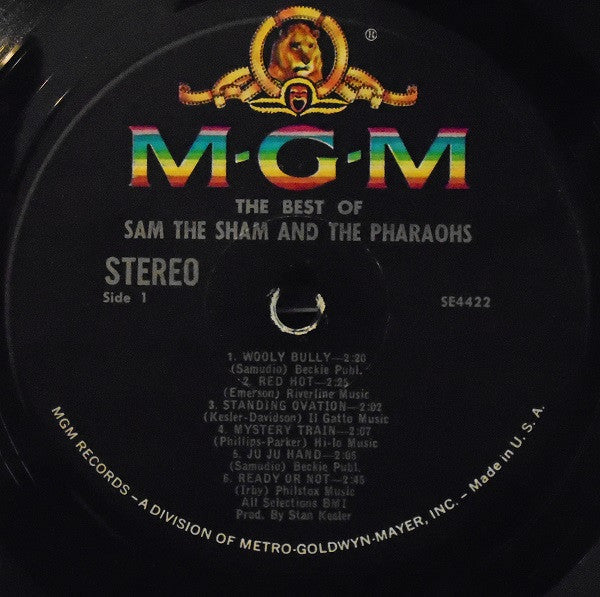 ®
M·G·M
THE BEST OF
SAM THE SHAM AND THE PHARAOHS
STEREO
Side 1
SE4422
1. WOOLY BULLY—2:20
(Samudio) Beckie Publ.
2. RED HOT—2:25
(Emerson) Riverline Music
3. STANDING OVATION—2:02
(Kesler-Davidson) Il Gatto Music
4. MYSTERY TRAIN—2:07
(Phillips-Parker) Hi-lo Music
5. JU JU HAND—2:05
(Samudio) Beckie Publ.
6. READY OR NOT—2:45
(Irby) Philstox Music
All Selections BMI
Prod. By Stan Kesler
MGM RECORDS – A DIVISION OF METRO-GOLDWYN-MAYER, INC. – Made in U. S. A.